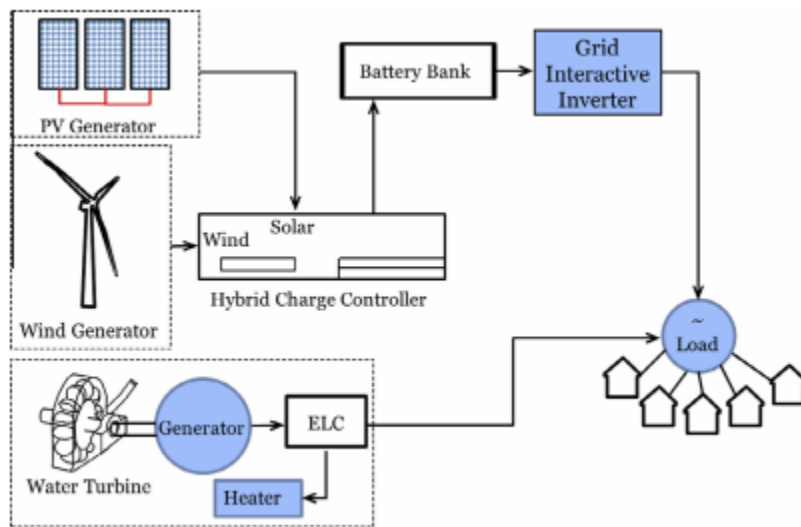 PV Generator
Battery Bank
Grid
Interactive
Inverter
Solar
Wind
Hybrid Charge Controller
Wind Generator
~
Load
Generator
ELC
Water Turbine
Heater